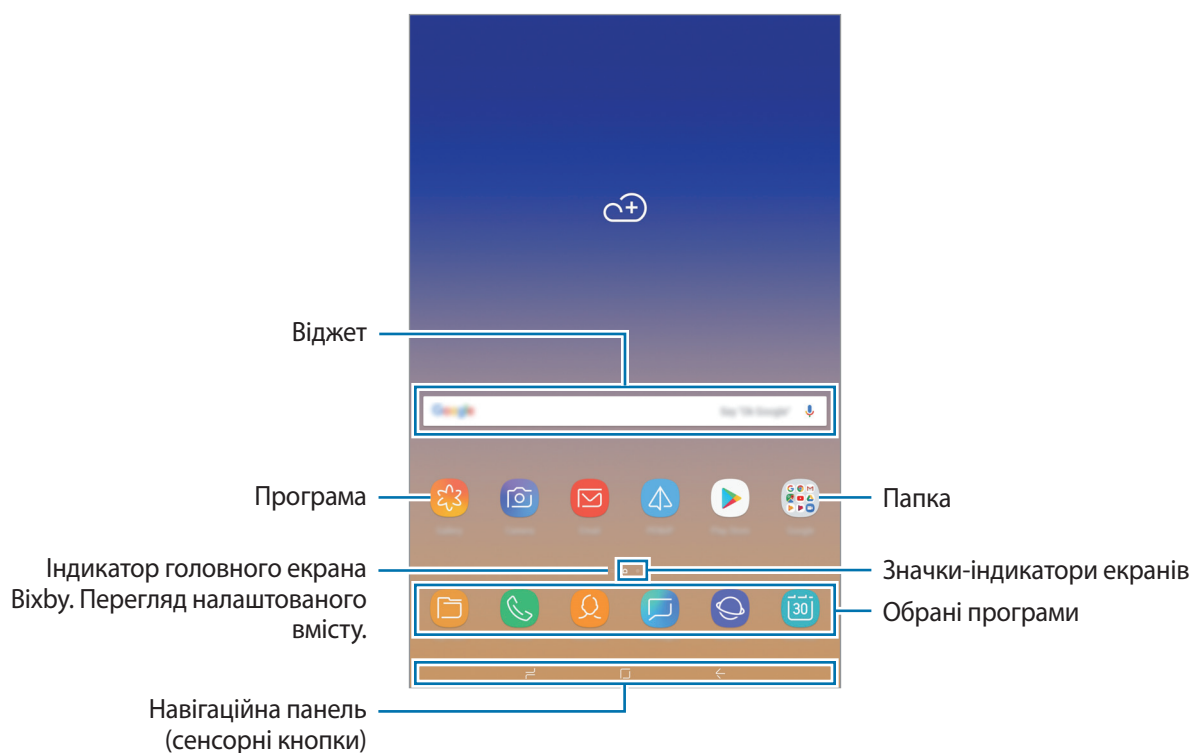 Віджет
Програма
Папка
Індикатор головного екрана
Bixby. Перегляд налаштованого
вмісту.
Значки-індикатори екранів
30
Обрані програми
Навігаційна панель
(сенсорні кнопки)